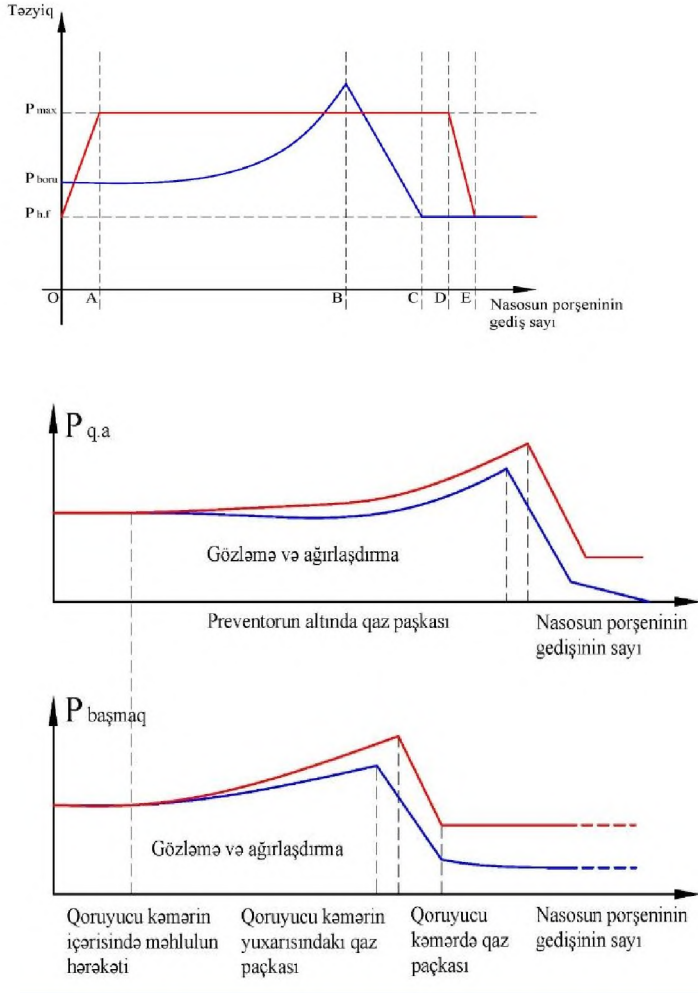 Təzyiq
P max
P boru
P h.f
O A B C D E
Nasosun porşeninin
gediş sayı
P q.a
Gözləmə və ağırlaşdırma
Preventorun altında qaz paşkası
Nasosun porşeninin
gedişinin sayı
P başmaq
Gözləmə və ağırlaşdırma
Qoruyucu kəmərin
içərisində məhlulun
hərəkəti
Qoruyucu kəmərin
yuxarısındakı qaz
paçkası
Qoruyucu
kəmərdə qaz
paçkası
Nasosun porşeninin
gedişinin sayı